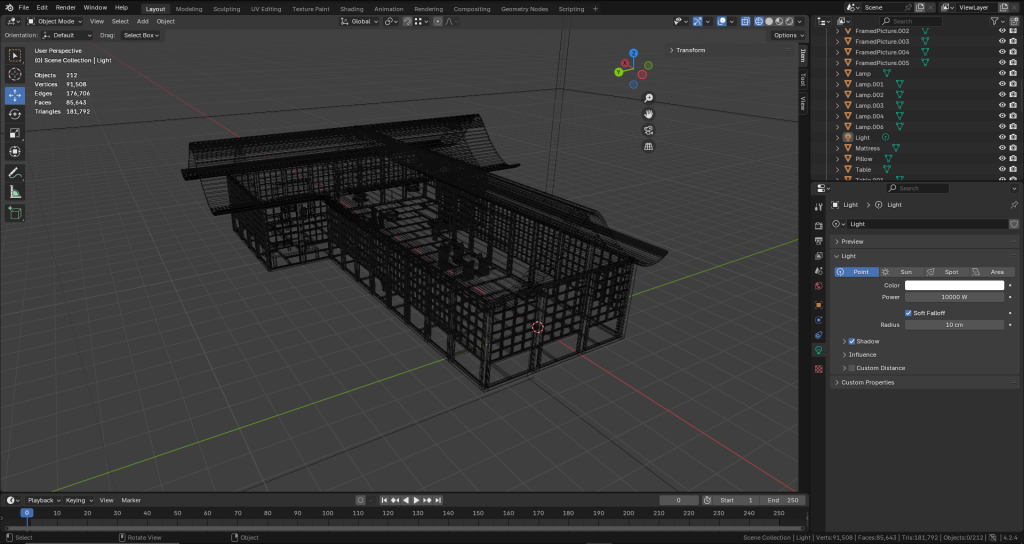 File Edit Render Window Help Layout Modeling Sculpting UV Editing Texture Paint Shading Animation Rendering Compositing Geometry Nodes Scripting + Scene ViewLayer
Object Mode View Select Add Object Global
Orientation: Default Drag: Select Box Options
User Perspective
(0) Scene Collection | Light
Objects 212
Vertices 91,508
Edges 176,706
Faces 85,643
Triangles 181,792
Transform
Item
Tool
View
X
Y
Z
Search
FramedPicture.002
FramedPicture.003
FramedPicture.004
FramedPicture.005
Lamp
Lamp.001
Lamp.002
Lamp.003
Lamp.004
Lamp.006
Light
Mattress
Pillow
Table
Search
Light > Light
Light
Preview
Light
Point Sun Spot Area
Color
Power 10000 W
Soft Falloff
Radius 10 cm
Shadow
Influence
Custom Distance
Custom Properties
Playback Keying View Marker 0 Start 1 End 250
0 10 20 30 40 50 60 70 80 90 100 110 120 130 140 150 160 170 180 190 200 210 220 230 240 250
Select Rotate View Object Scene Collection | Light | Verts:91,508 | Faces:85,643 | Tris:181,792 | Objects:0/212 4.2.4